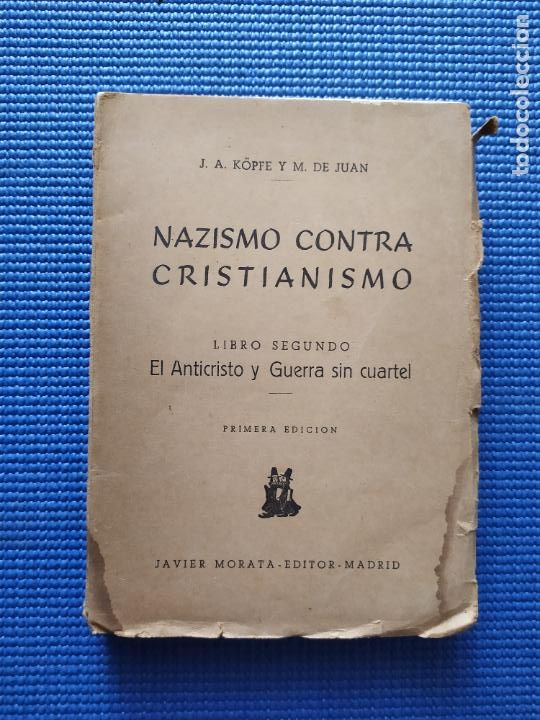 J. A. KÖPFE Y M. DE JUAN
NAZISMO CONTRA
CRISTIANISMO
LIBRO SEGUNDO
El Anticristo y Guerra sin cuartel
PRIMERA EDICION
JAVIER MORATA-EDITOR-MADRID
todocoleccion